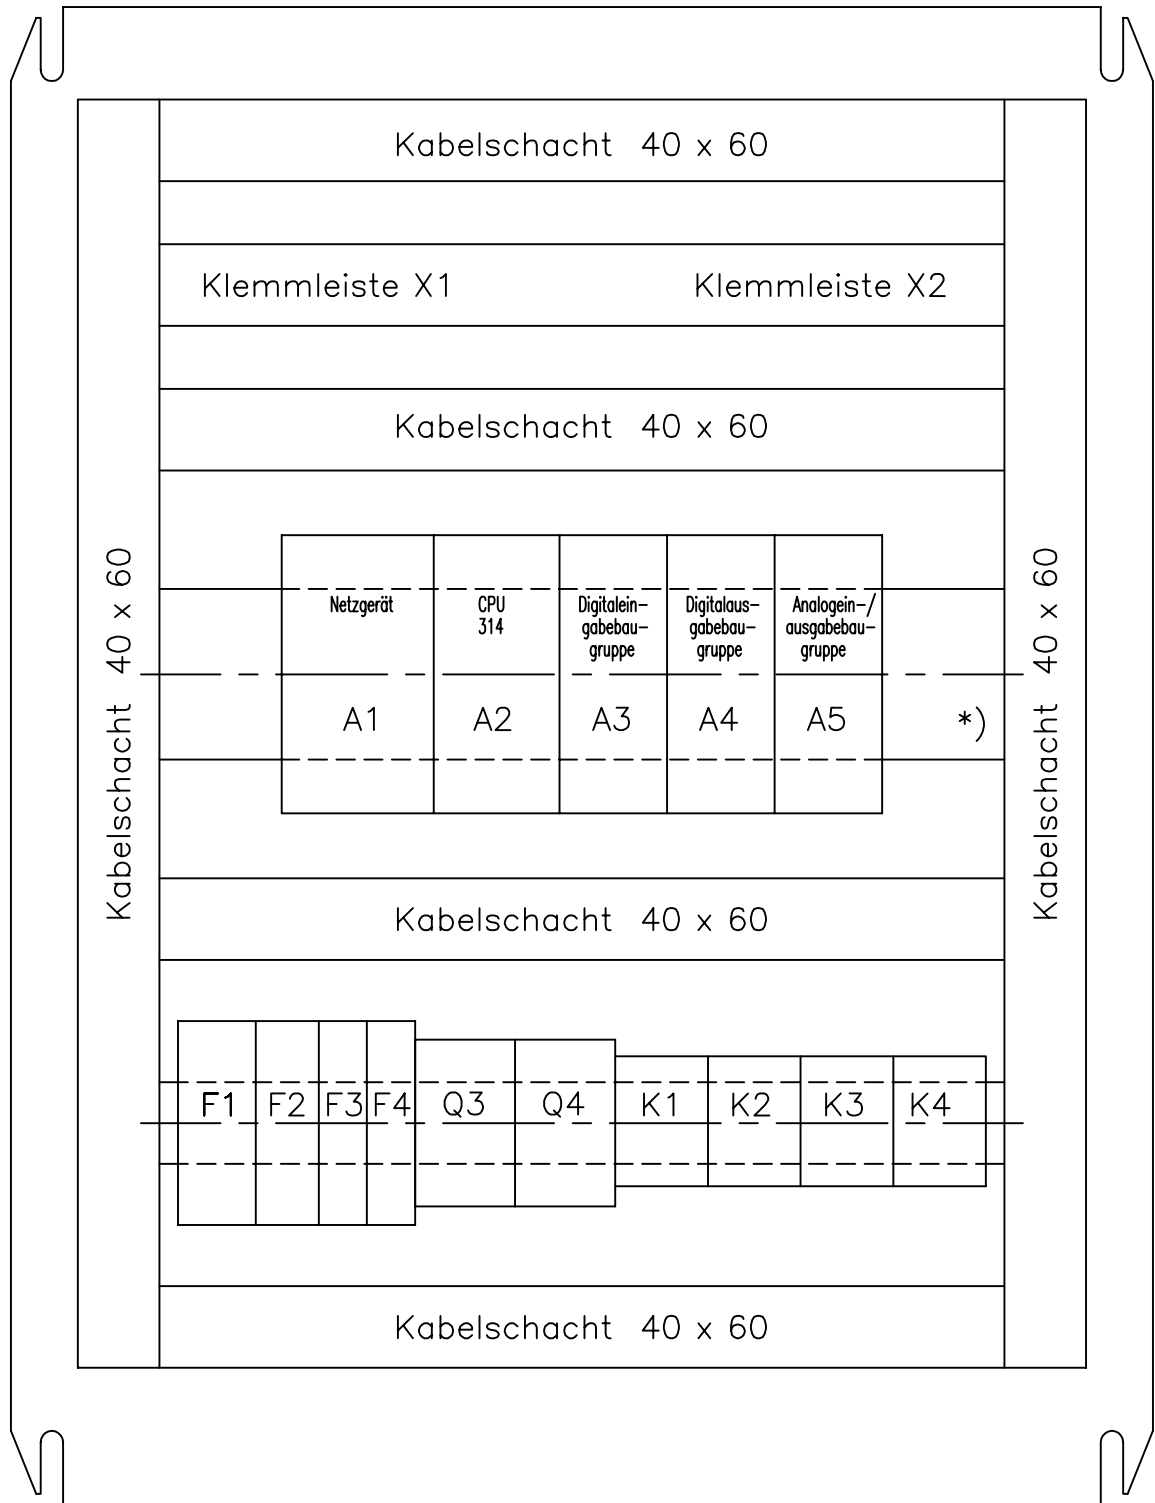 Kabelschacht 40 x 60
Klemmleiste X1 Klemmleiste X2
Kabelschacht 40 x 60
Kabelschacht 40 x 60
Netzgerät
A1
CPU
314
A2
Digitalein-
gabebau-
gruppe
A3
Digitalaus-
gabebau-
gruppe
A4
Analogein-/
ausgabebau-
gruppe
A5
*)
Kabelschacht 40 x 60
Kabelschacht 40 x 60
F1 F2 F3 F4 Q3 Q4 K1 K2 K3 K4
Kabelschacht 40 x 60